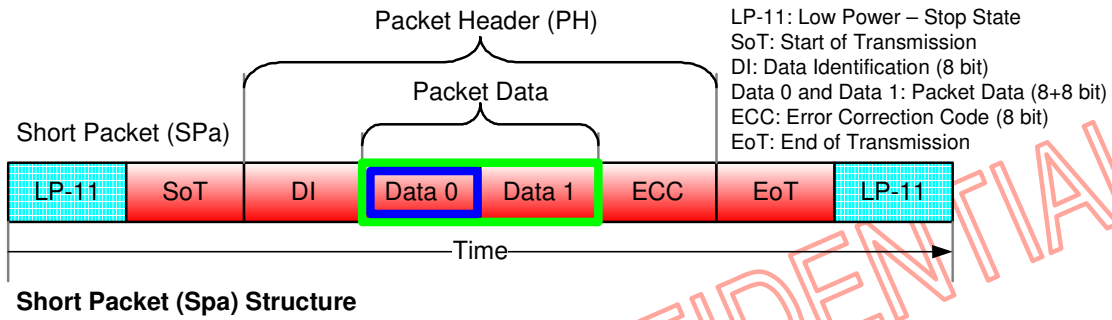 Packet Header (PH)
Packet Data
Short Packet (SPa)
LP-11: Low Power – Stop State
SoT: Start of Transmission
DI: Data Identification (8 bit)
Data 0 and Data 1: Packet Data (8+8 bit)
ECC: Error Correction Code (8 bit)
EoT: End of Transmission
LP-11 SoT DI Data 0 Data 1 ECC EoT LP-11
Time
Short Packet (Spa) Structure